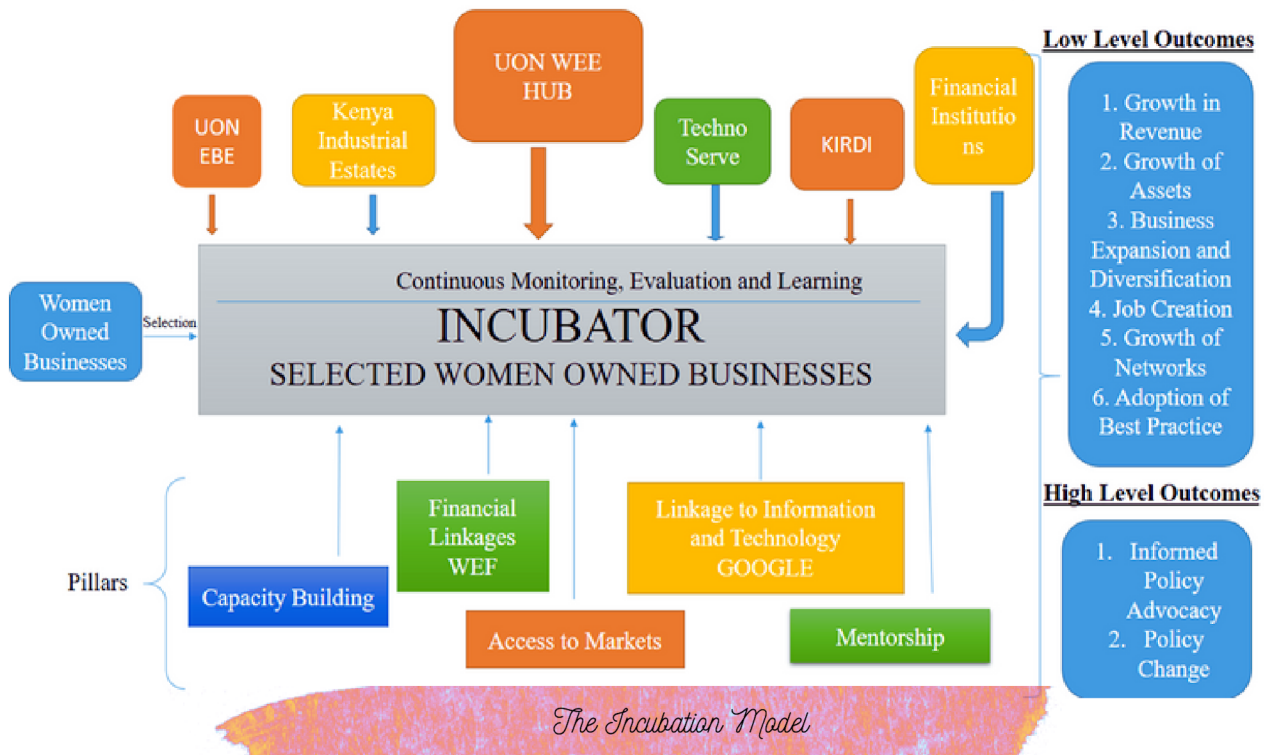 UON
EBE
Kenya
Industrial
Estates
UON WEE
HUB
Techno
Serve
KIRDI
Financial
Institutio
ns
Women
Owned
Businesses
Selection
Continuous Monitoring, Evaluation and Learning
INCUBATOR
SELECTED WOMEN OWNED BUSINESSES
Pillars
Capacity Building
Financial
Linkages
WEF
Access to Markets
Linkage to Information
and Technology
GOOGLE
Mentorship
Low Level Outcomes
1. Growth in
Revenue
2. Growth of
Assets
3. Business
Expansion and
Diversification
4. Job Creation
5. Growth of
Networks
6. Adoption of
Best Practice
High Level Outcomes
1. Informed
Policy
Advocacy
2. Policy
Change
The Incubation Model